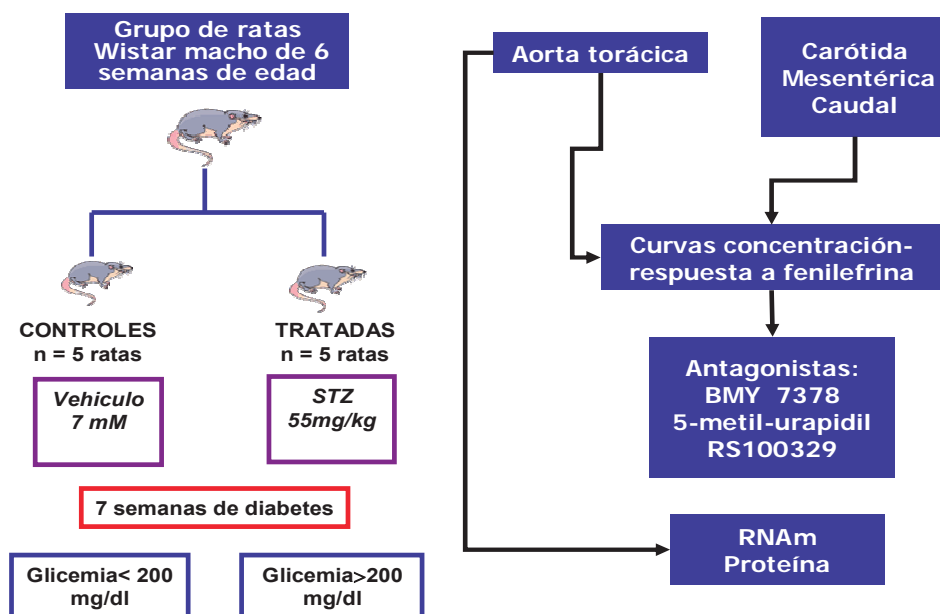 Grupo de ratas
Wistar macho de 6
semanas de edad
CONTROLES
n = 5 ratas
TRATADAS
n = 5 ratas
Vehiculo
7 mM
STZ
55mg/kg
7 semanas de diabetes
Glicemia< 200
mg/dl
Glicemia>200
mg/dl
Aorta torácica
Carótida
Mesentérica
Caudal
Curvas concentración-
respuesta a fenilefrina
Antagonistas:
BMY 7378
5-metil-urapidil
RS100329
RNAm
Proteína